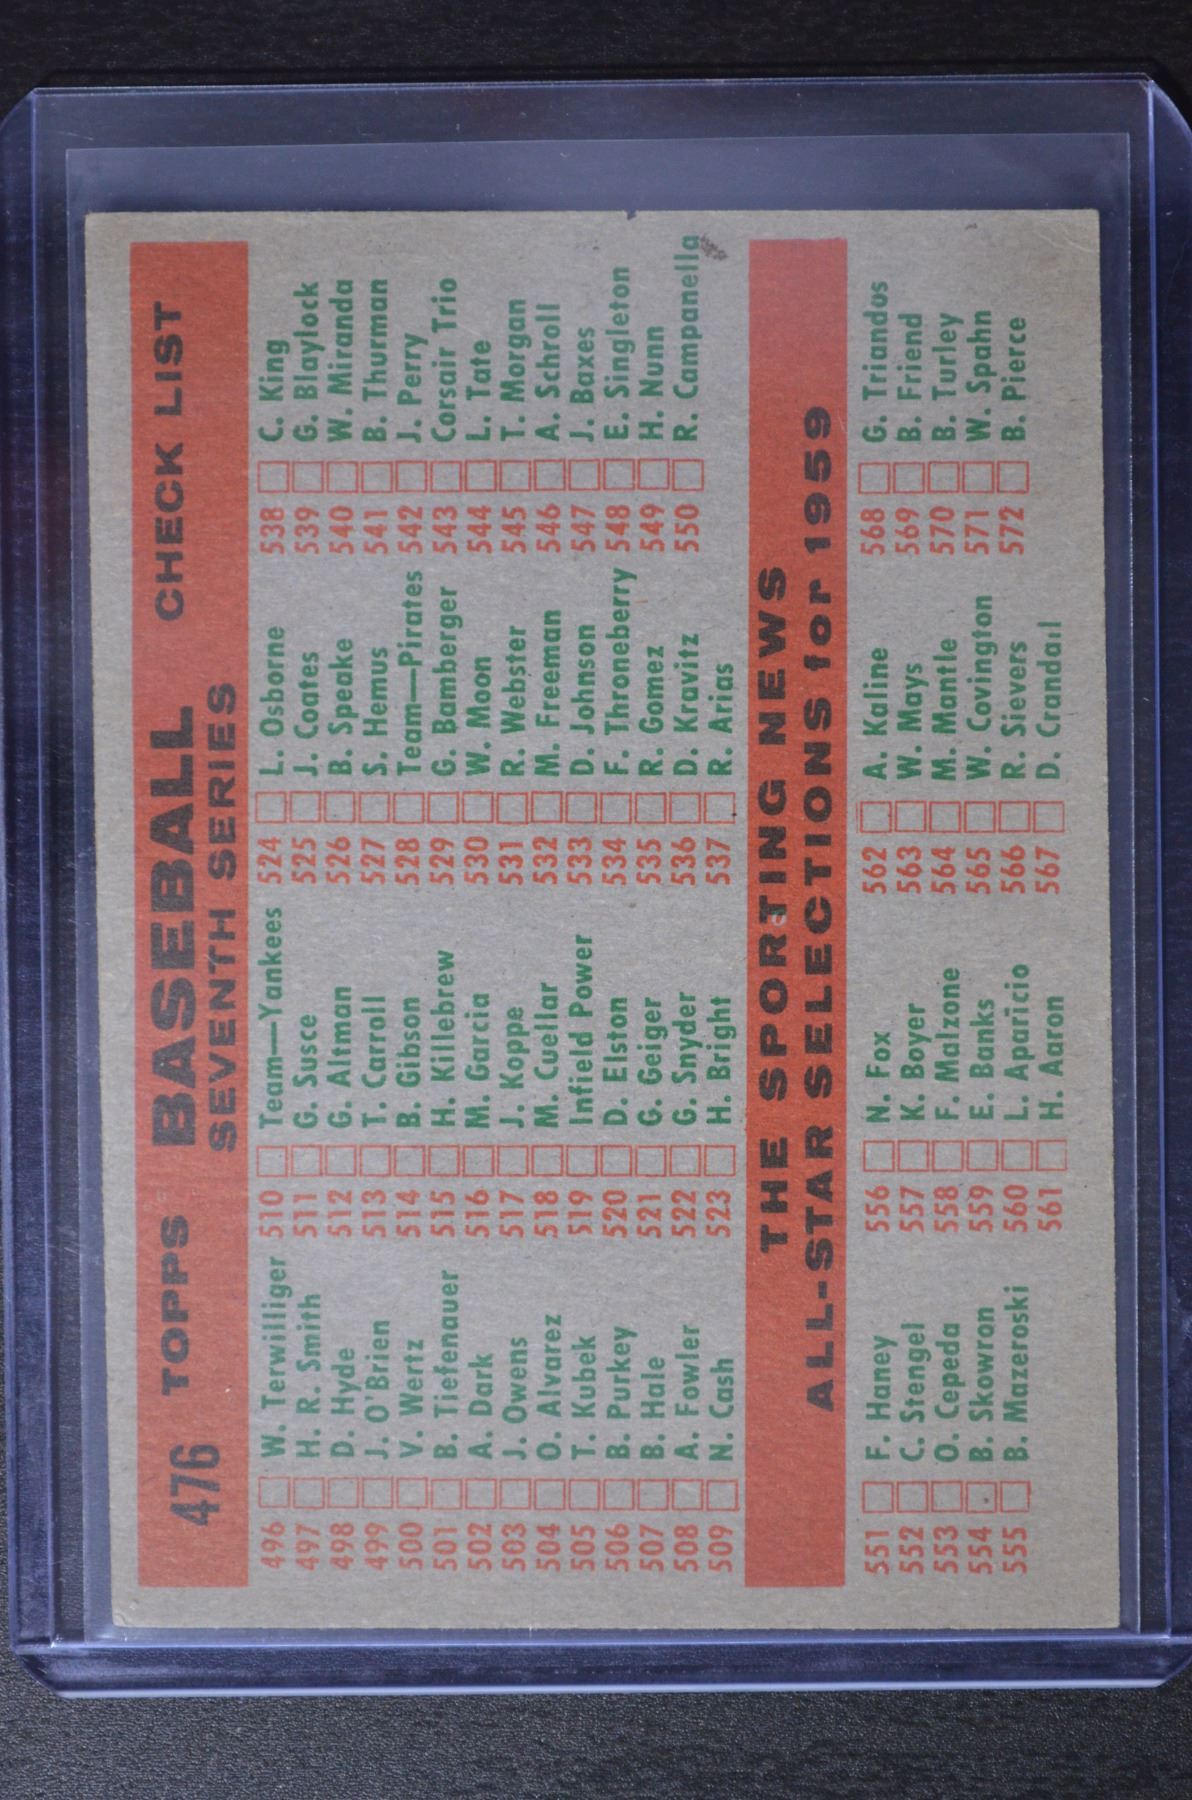 476 TOPPS BASEBALL CHECK LIST
SEVENTH SERIES
496 W. Terwilliger
497 H. R. Smith
498 D. Hyde
499 J. O'Brien
500 V. Wertz
501 B. Tiefenauer
502 A. Dark
503 J. Owens
504 O. Alvarez
505 T. Kubek
506 B. Purkey
507 B. Hale
508 A. Fowler
509 N. Cash
510 Team—Yankees
511 G. Susce
512 G. Altman
513 T. Carroll
514 B. Gibson
515 H. Killebrew
516 M. Garcia
517 J. Koppe
518 M. Cuellar
519 Infield Power
520 D. Elston
521 G. Geiger
522 G. Snyder
523 H. Bright
524 L. Osborne
525 J. Coates
526 B. Speake
527 S. Hemus
528 Team—Pirates
529 G. Bamberger
530 W. Moon
531 R. Webster
532 M. Freeman
533 D. Johnson
534 F. Throneberry
535 R. Gomez
536 D. Kravitz
537 R. Arias
538 C. King
539 G. Blaylock
540 W. Miranda
541 B. Thurman
542 J. Perry
543 Corsair Trio
544 L. Tate
545 T. Morgan
546 A. Schroll
547 J. Baxes
548 E. Singleton
549 H. Nunn
550 R. Campanella
THE SPORTING NEWS
ALL-STAR SELECTIONS for 1959
551 F. Haney
552 C. Stengel
553 O. Cepeda
554 B. Skowran
555 B. Mazeroski
556 N. Fox
557 K. Boyer
558 F. Malzone
559 E. Banks
560 L. Aparicio
561 H. Aaron
562 A. Kaline
563 W. Mays
564 M. Mantle
565 W. Covington
566 R. Sievers
567 D. Crandall
568 G. Triandos
569 B. Friend
570 B. Turley
571 W. Spahn
572 B. Pierce